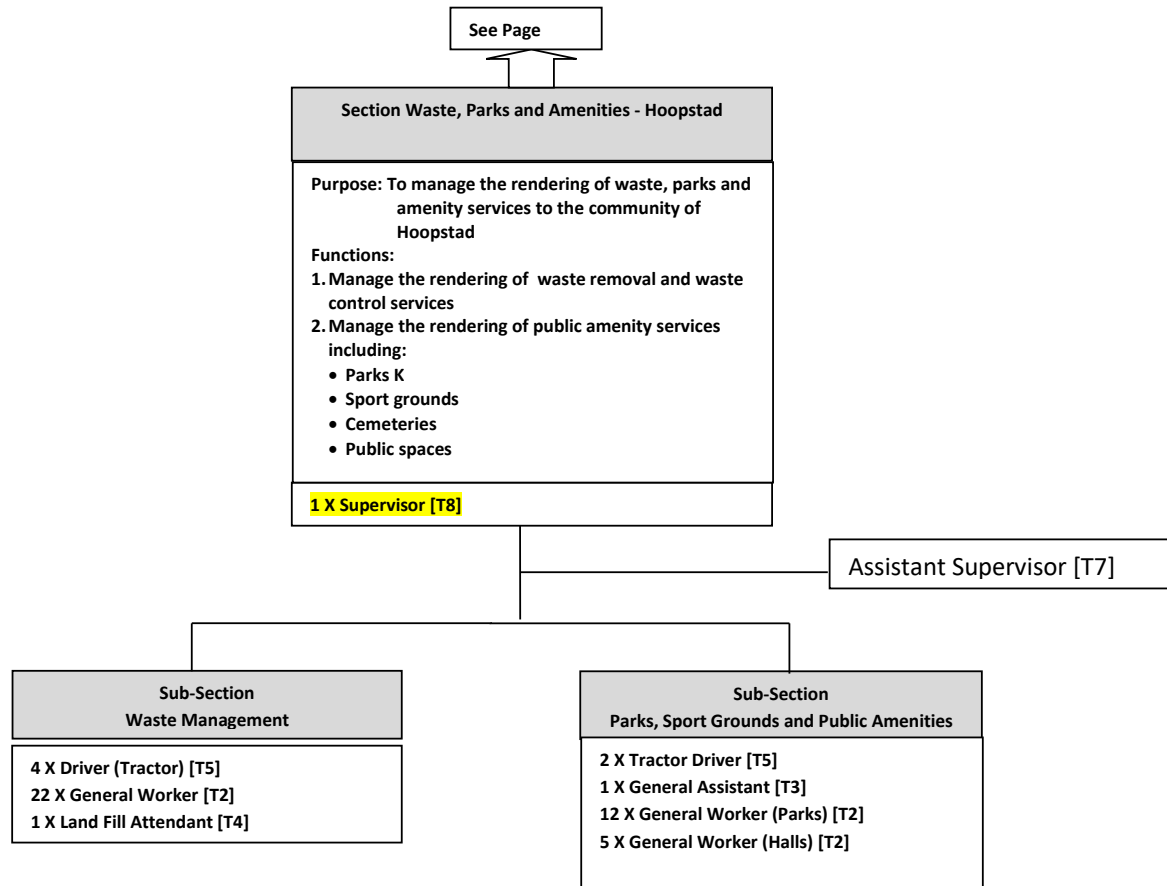 See Page
Section Waste, Parks and Amenities - Hoopstad
Purpose: To manage the rendering of waste, parks and
amenity services to the community of
Hoopstad
Functions:
1. Manage the rendering of waste removal and waste
control services
2. Manage the rendering of public amenity services
including:
• Parks K
• Sport grounds
• Cemeteries
• Public spaces
1 X Supervisor [T8]
Assistant Supervisor [T7]
Sub-Section
Waste Management
4 X Driver (Tractor) [T5]
22 X General Worker [T2]
1 X Land Fill Attendant [T4]
Sub-Section
Parks, Sport Grounds and Public Amenities
2 X Tractor Driver [T5]
1 X General Assistant [T3]
12 X General Worker (Parks) [T2]
5 X General Worker (Halls) [T2]